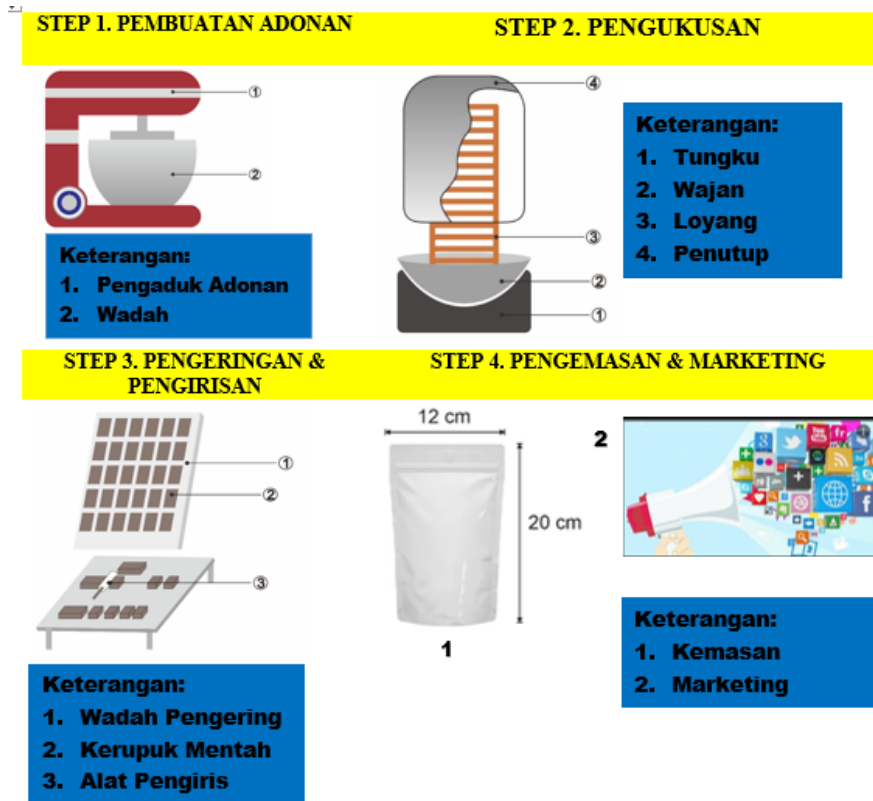 STEP 1. PEMBUATAN ADONAN
①
②
Keterangan:
1. Pengaduk Adonan
2. Wadah
STEP 2. PENGUKUSAN
④
③
②
①
Keterangan:
1. Tungku
2. Wajan
3. Loyang
4. Penutup
STEP 3. PENGERINGAN &
PENGIRISAN
①
②
③
Keterangan:
1. Wadah Pengering
2. Kerupuk Mentah
3. Alat Pengiris
STEP 4. PENGEMASAN & MARKETING
12 cm
20 cm
1
2
Keterangan:
1. Kemasan
2. Marketing